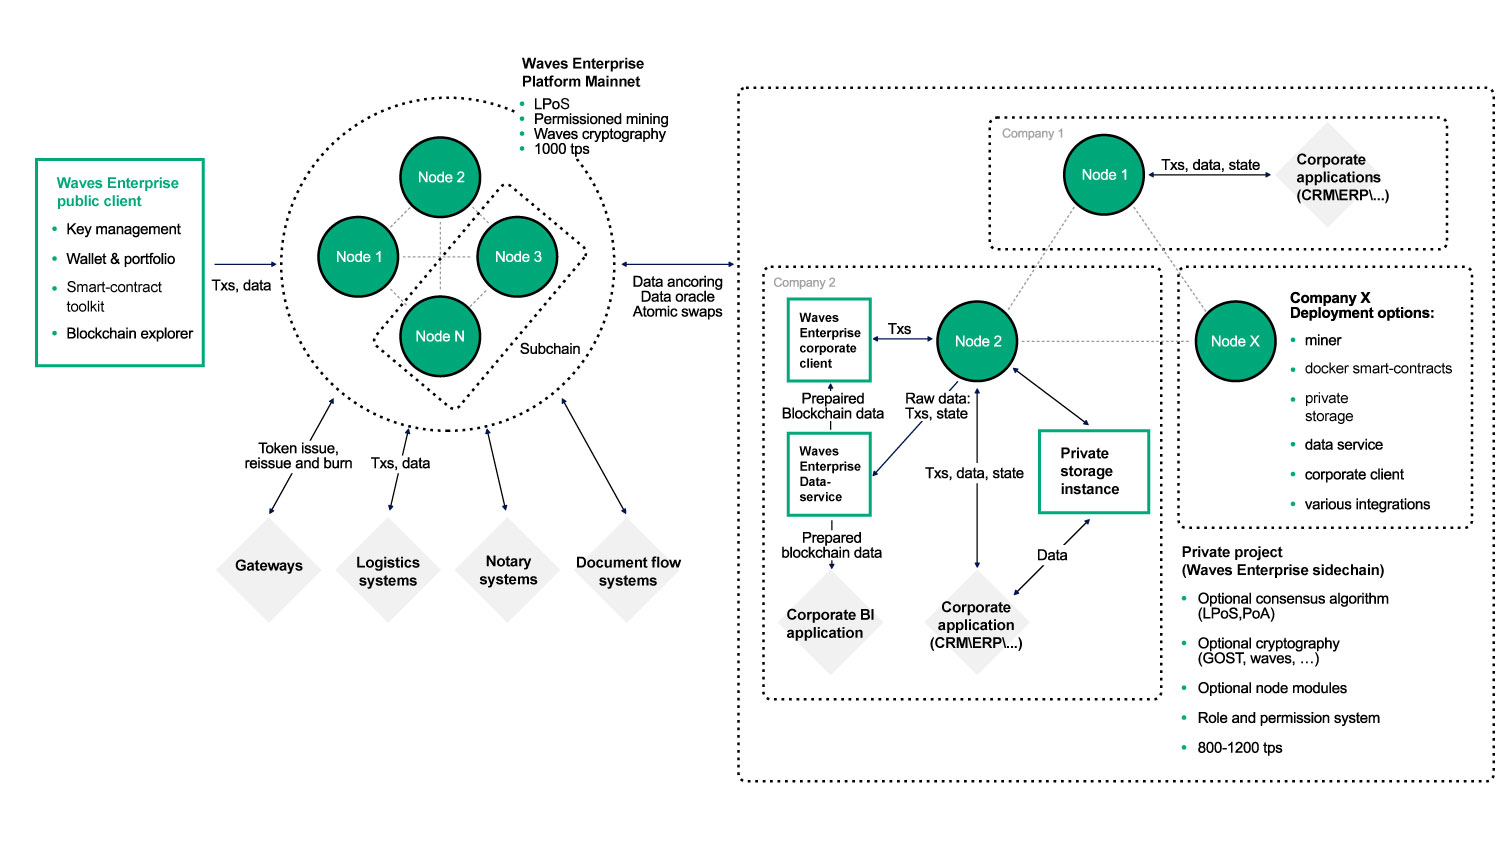 Waves Enterprise
Platform Mainnet
LPoS
Permissioned mining
Waves cryptography
1000 tps
Waves Enterprise
public client
Key management
Wallet & portfolio
Smart-contract
toolkit
Blockchain explorer
Txs, data
Node 2
Node 1
Node 3
Node N
Subchain
Data ancoring
Data oracle
Atomic swaps
Token issue,
reissue and burn
Txs, data
Gateways
Logistics
systems
Notary
systems
Document flow
systems
Company 1
Node 1
Txs, data, state
Corporate
applications
(CRM\ERP\...)
Company 2
Waves
Enterprise
corporate
client
Txs
Node 2
Prepaired
Blockchain data
Raw data:
Txs, state
Waves
Enterprise
Data-
service
Txs, data, state
Private
storage
instance
Prepared
blockchain data
Data
Corporate BI
application
Corporate
application
(CRM\ERP\...)
Node X
Company X
Deployment options:
miner
docker smart-contracts
private
storage
data service
corporate client
various integrations
Private project
(Waves Enterprise sidechain)
Optional consensus algorithm
(LPoS,PoA)
Optional cryptography
(GOST, waves, …)
Optional node modules
Role and permission system
800-1200 tps